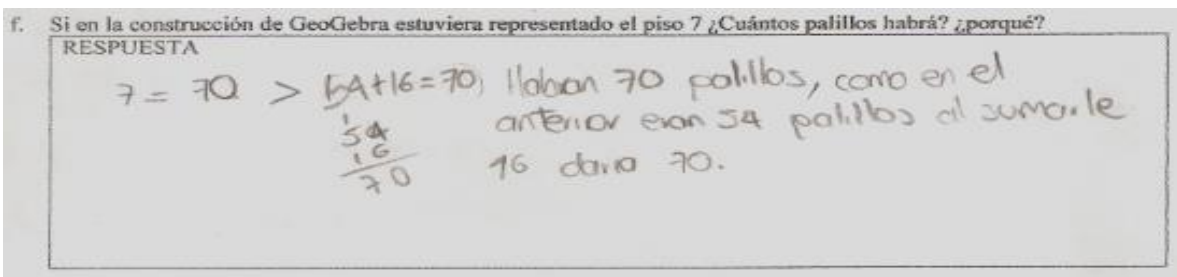 f. Si en la construcción de GeoGebra estuviera representado el piso 7 ¿Cuántos palillos habrá? ¿porqué?
RESPUESTA
7 = 70 > 54+16=70, Habian 70 palillos, como en el
54 anterior eran 54 palillos al sumarle
16 16 daria 70.
70